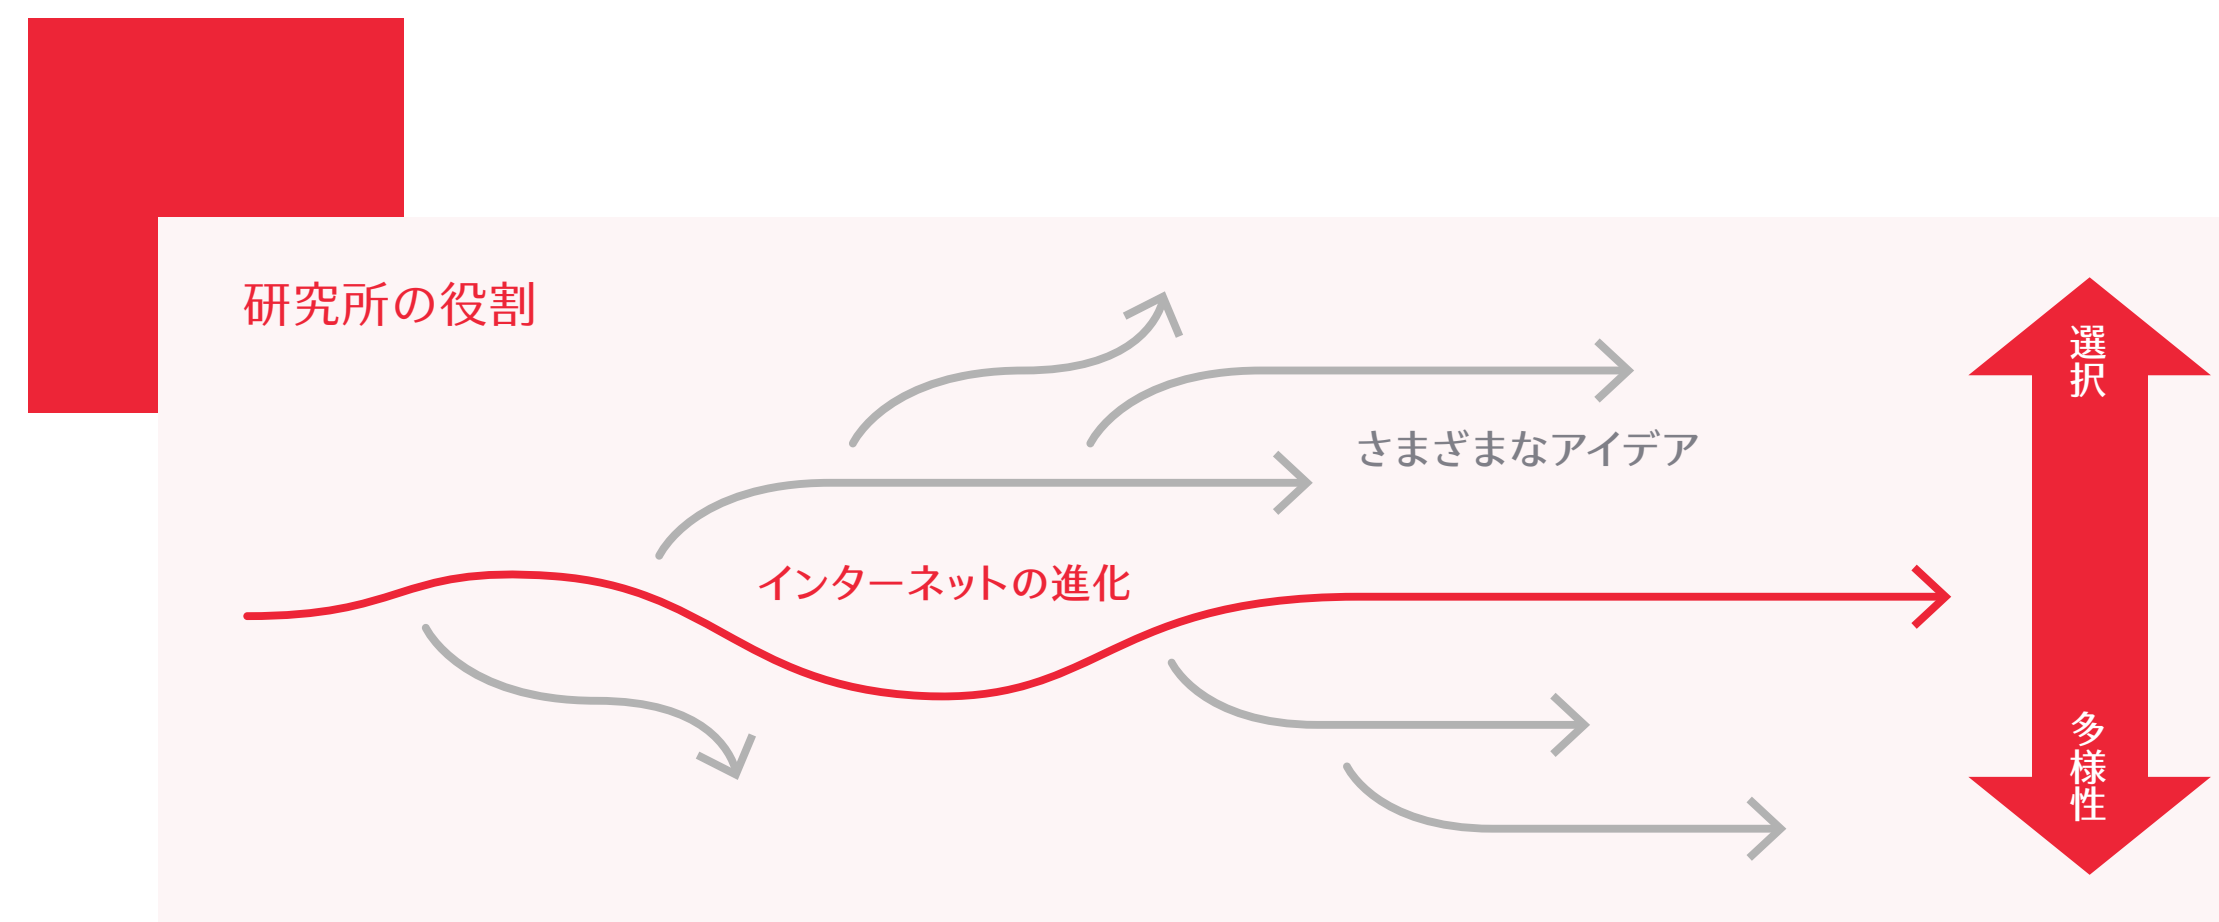 研究所の役割
選択
さまざまなアイデア
インターネットの進化
多様性